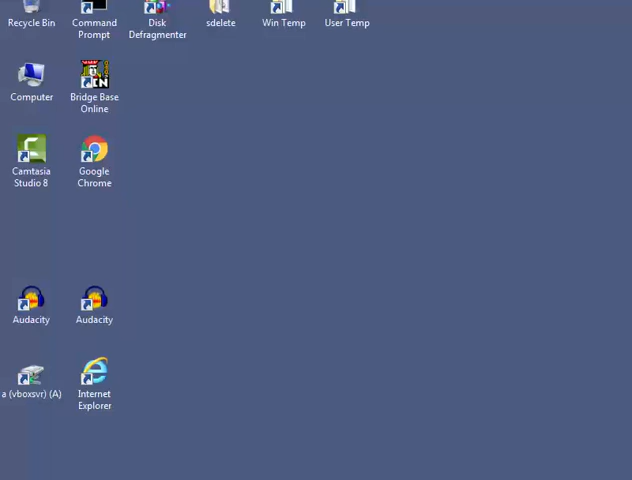 Recycle Bin
Command
Prompt
Disk
Defragmenter
sdelete
Win Temp
User Temp
Computer
Bridge Base
Online
Camtasia
Studio 8
Google
Chrome
Audacity
Audacity
a (vboxsvr) (A)
Internet
Explorer